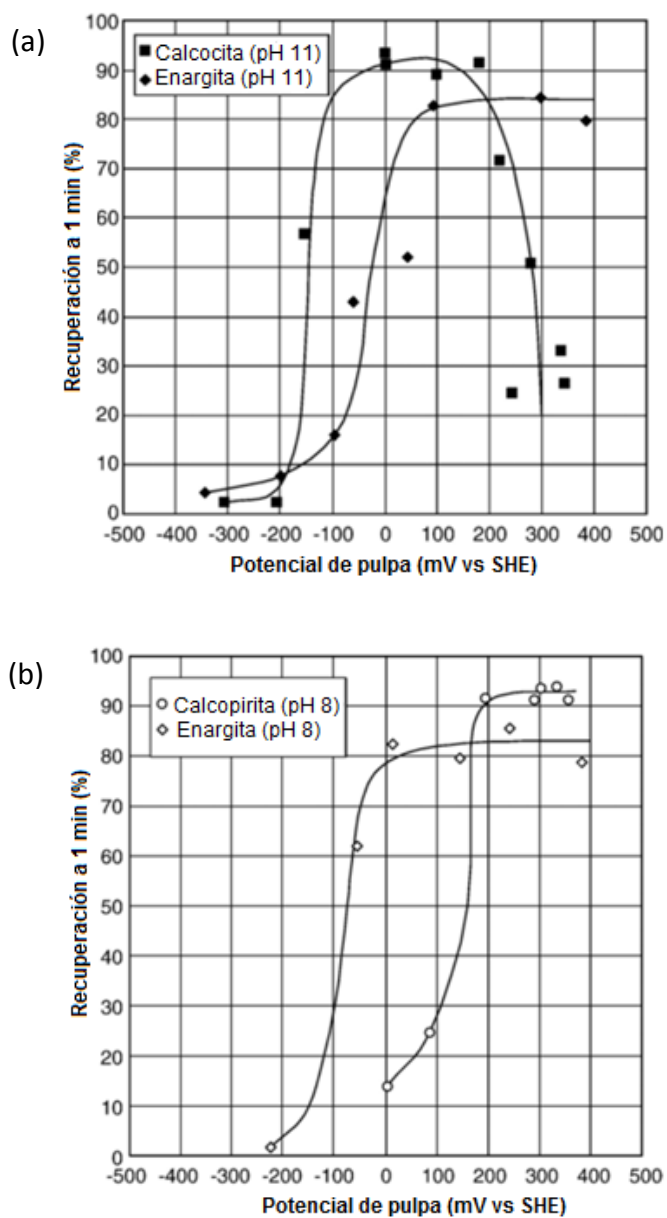 (a)
Calcocita (pH 11)
Enargita (pH 11)
Recuperación a 1 min (%)
100
90
80
70
60
50
40
30
20
10
0
-500 -400 -300 -200 -100 0 100 200 300 400 500
Potencial de pulpa (mV vs SHE)
(b)
Calcopirita (pH 8)
Enargita (pH 8)
Recuperación a 1 min (%)
100
90
80
70
60
50
40
30
20
10
0
-500 -400 -300 -200 -100 0 100 200 300 400 500
Potencial de pulpa (mV vs SHE)